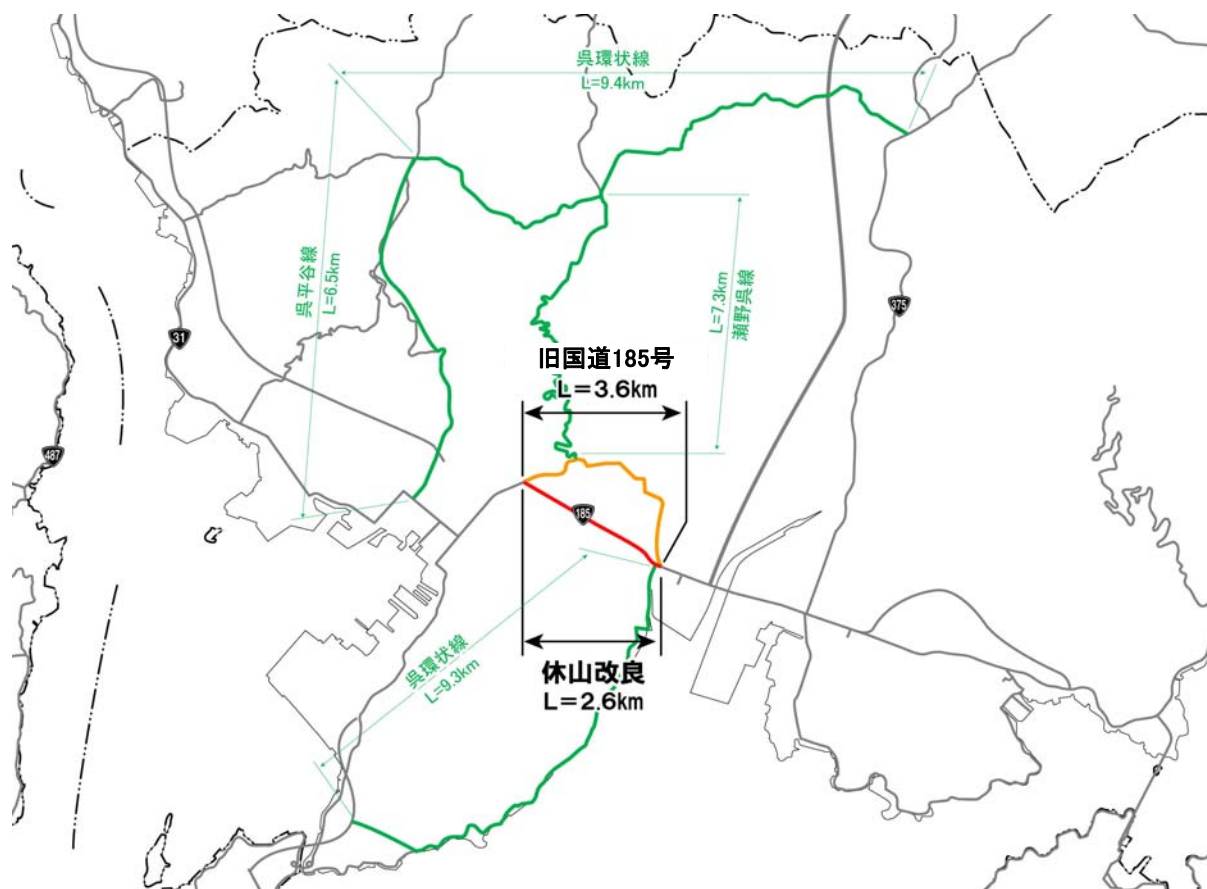 呉環状線
L=9.4km
呉平谷線
L=6.5km
L=7.3km
瀬野呉線
31
375
旧国道185号
L=3.6km
487
185
呉環状線
L=9.3km
休山改良
L=2.6km